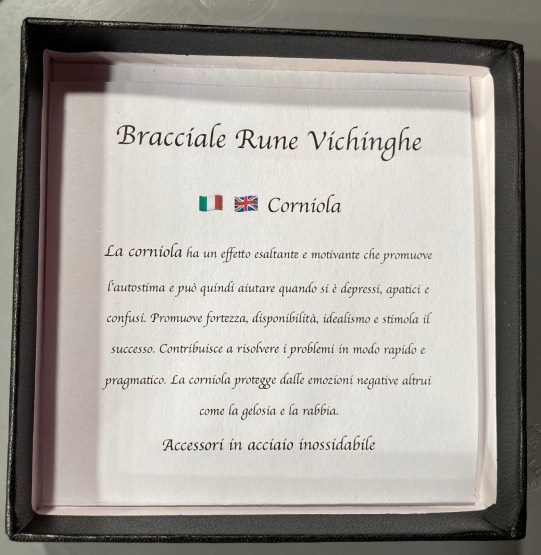 Bracciale Rune Vichinghe
🇮🇹 🇬🇧 Corniola
La corniola ha un effetto esaltante e motivante che promuove
l'autostima e può quindi aiutare quando si è depressi, apatici e
confusi. Promuove fortezza, disponibilità, idealismo e stimola il
successo. Contribuisce a risolvere i problemi in modo rapido e
pragmatico. La corniola protegge dalle emozioni negative altrui
come la gelosia e la rabbia.
Accessori in acciaio inossidabile